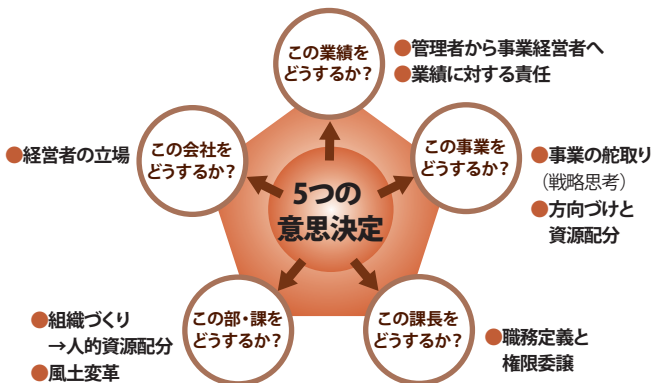 この業績を
どうするか？
●管理者から事業経営者へ
●業績に対する責任
この会社を
どうするか？
●経営者の立場
この事業を
どうするか？
●事業の舵取り
（戦略思考）
●方向づけと
資源配分
5つの
意思決定
この部・課を
どうするか？
●組織づくり
→人的資源配分
●風土変革
この課長を
どうするか？
●職務定義と
権限委譲